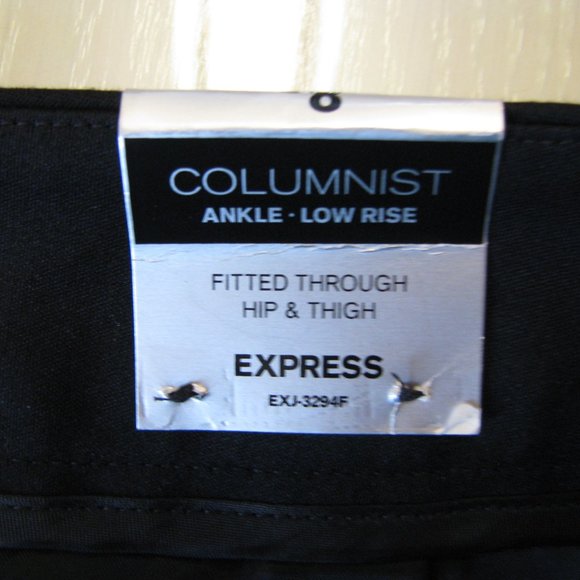 COLUMNIST
ANKLE · LOW RISE
FITTED THROUGH
HIP & THIGH
EXPRESS
EXJ-3294F